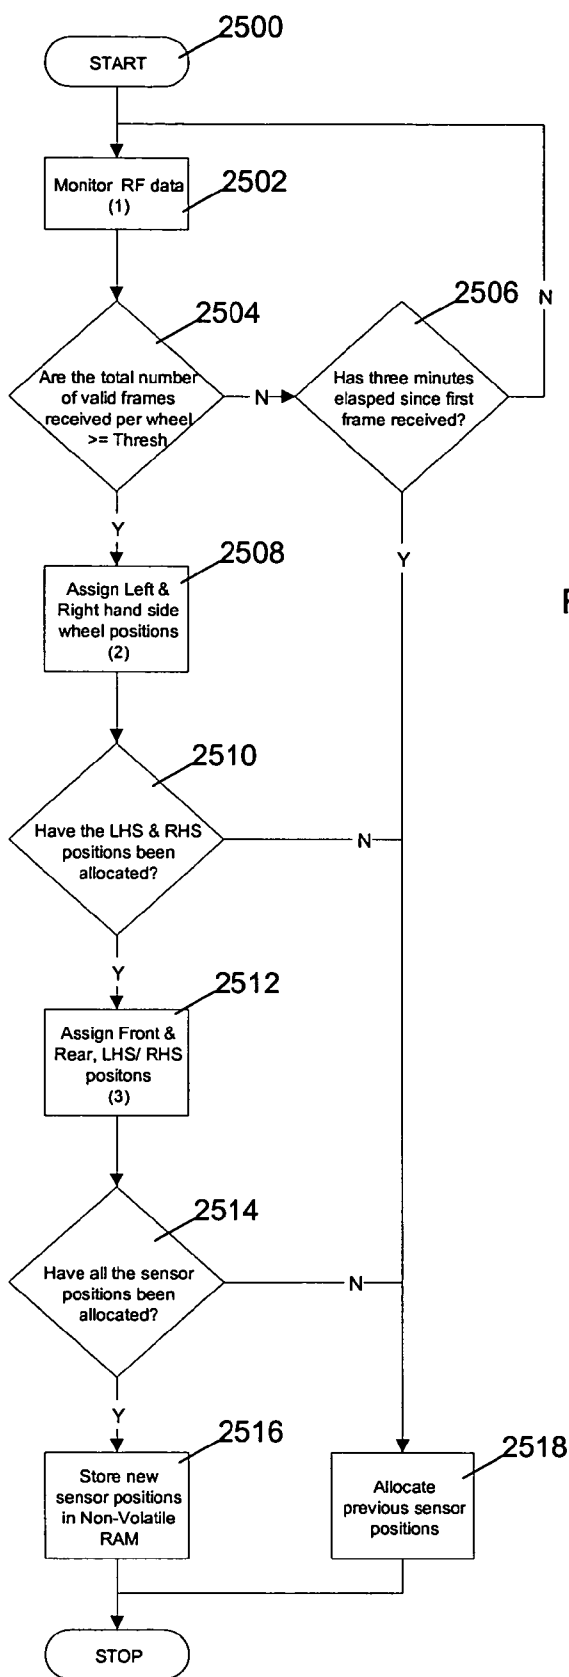 2500
START
Monitor RF data
(1)
2502
2504
Are the total number
of valid frames
received per wheel
>= Thresh
N
2506
Has three minutes
elasped since first
frame received?
N
Y
Y
2508
Assign Left &
Right hand side
wheel positions
(2)
F
2510
Have the LHS & RHS
positions been
allocated?
N
Y
2512
Assign Front &
Rear, LHS/ RHS
positons
(3)
2514
Have all the sensor
positions been
allocated?
N
Y
2516
Store new
sensor positions
in Non-Volatile
RAM
2518
Allocate
previous sensor
positions
STOP